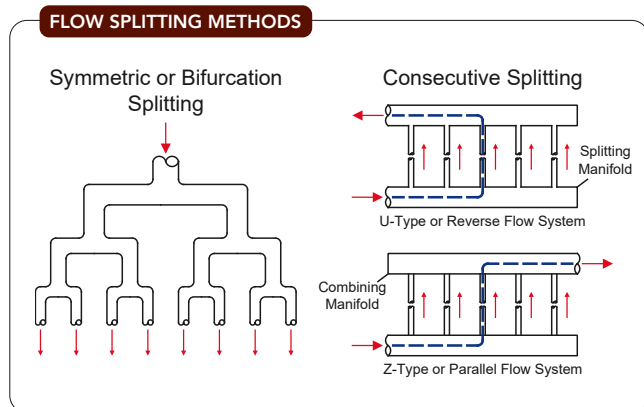 FLOW SPLITTING METHODS
Symmetric or Bifurcation
Splitting
Consecutive Splitting
Splitting
Manifold
U-Type or Reverse Flow System
Combining
Manifold
Z-Type or Parallel Flow System